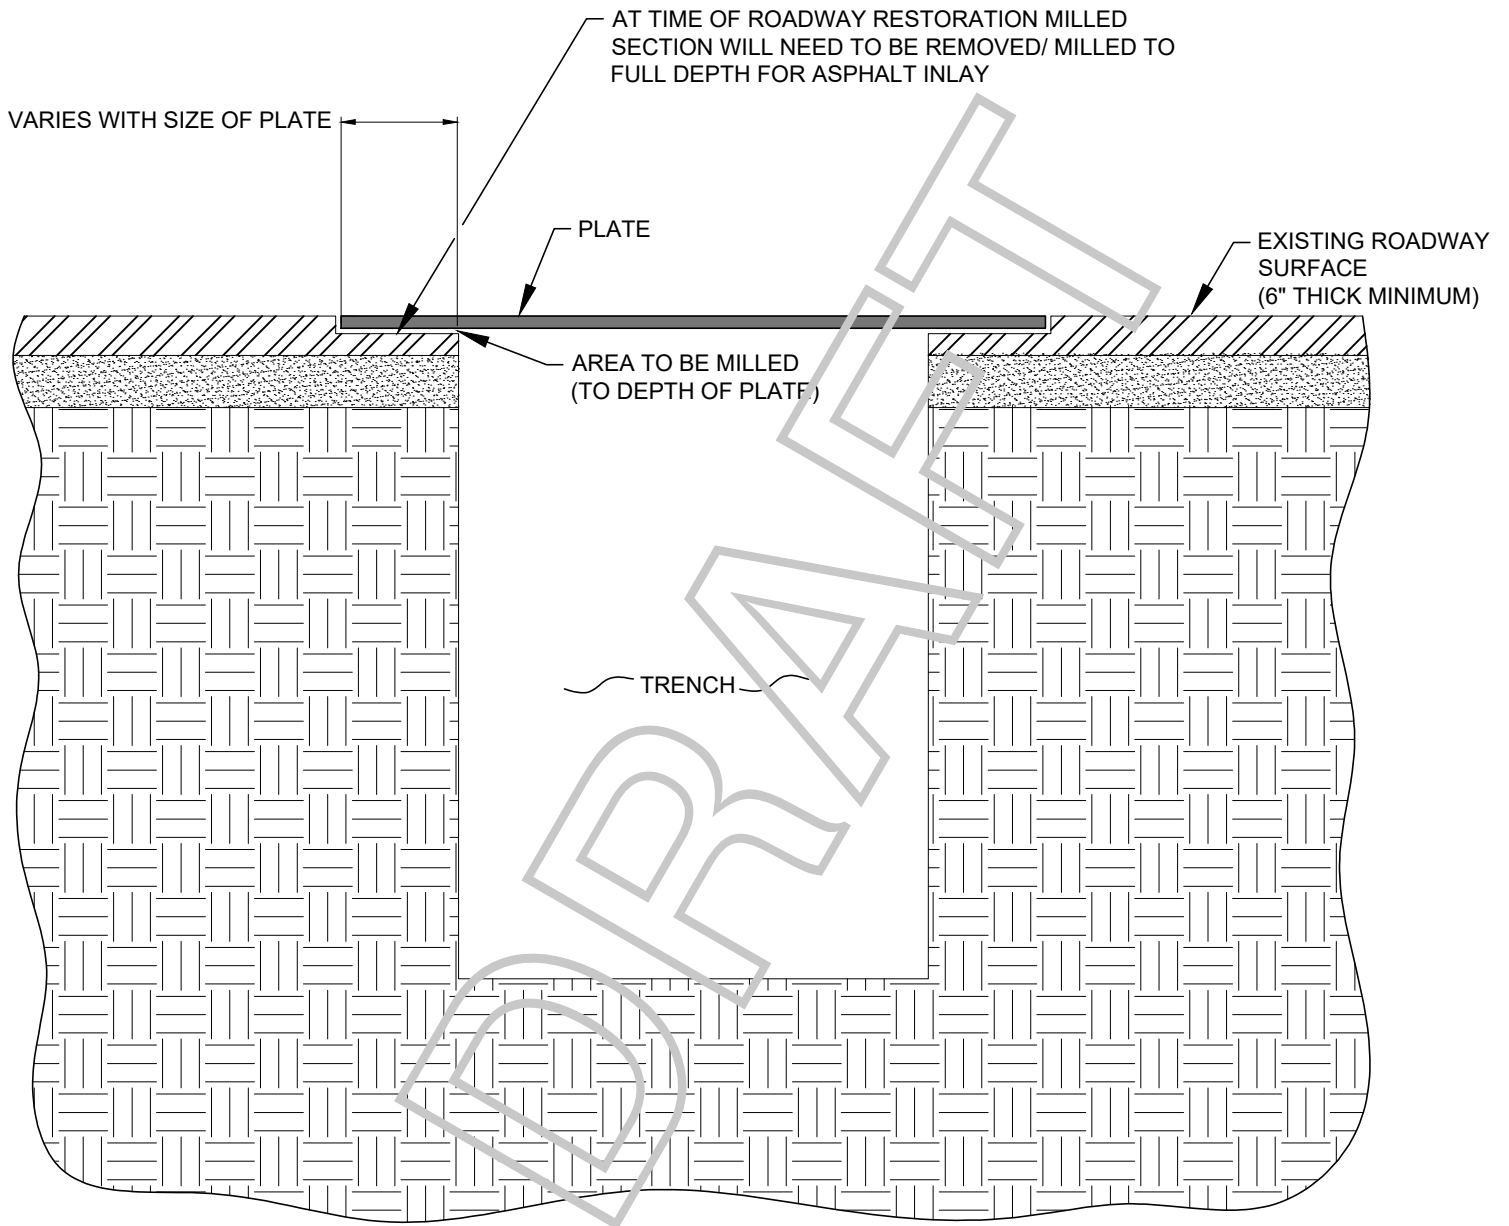 AT TIME OF ROADWAY RESTORATION MILLED
SECTION WILL NEED TO BE REMOVED/ MILLED TO
FULL DEPTH FOR ASPHALT INLAY
VARIES WITH SIZE OF PLATE
PLATE
EXISTING ROADWAY
SURFACE
(6" THICK MINIMUM)
AREA TO BE MILLED
(TO DEPTH OF PLATE)
TRENCH
DRAFT